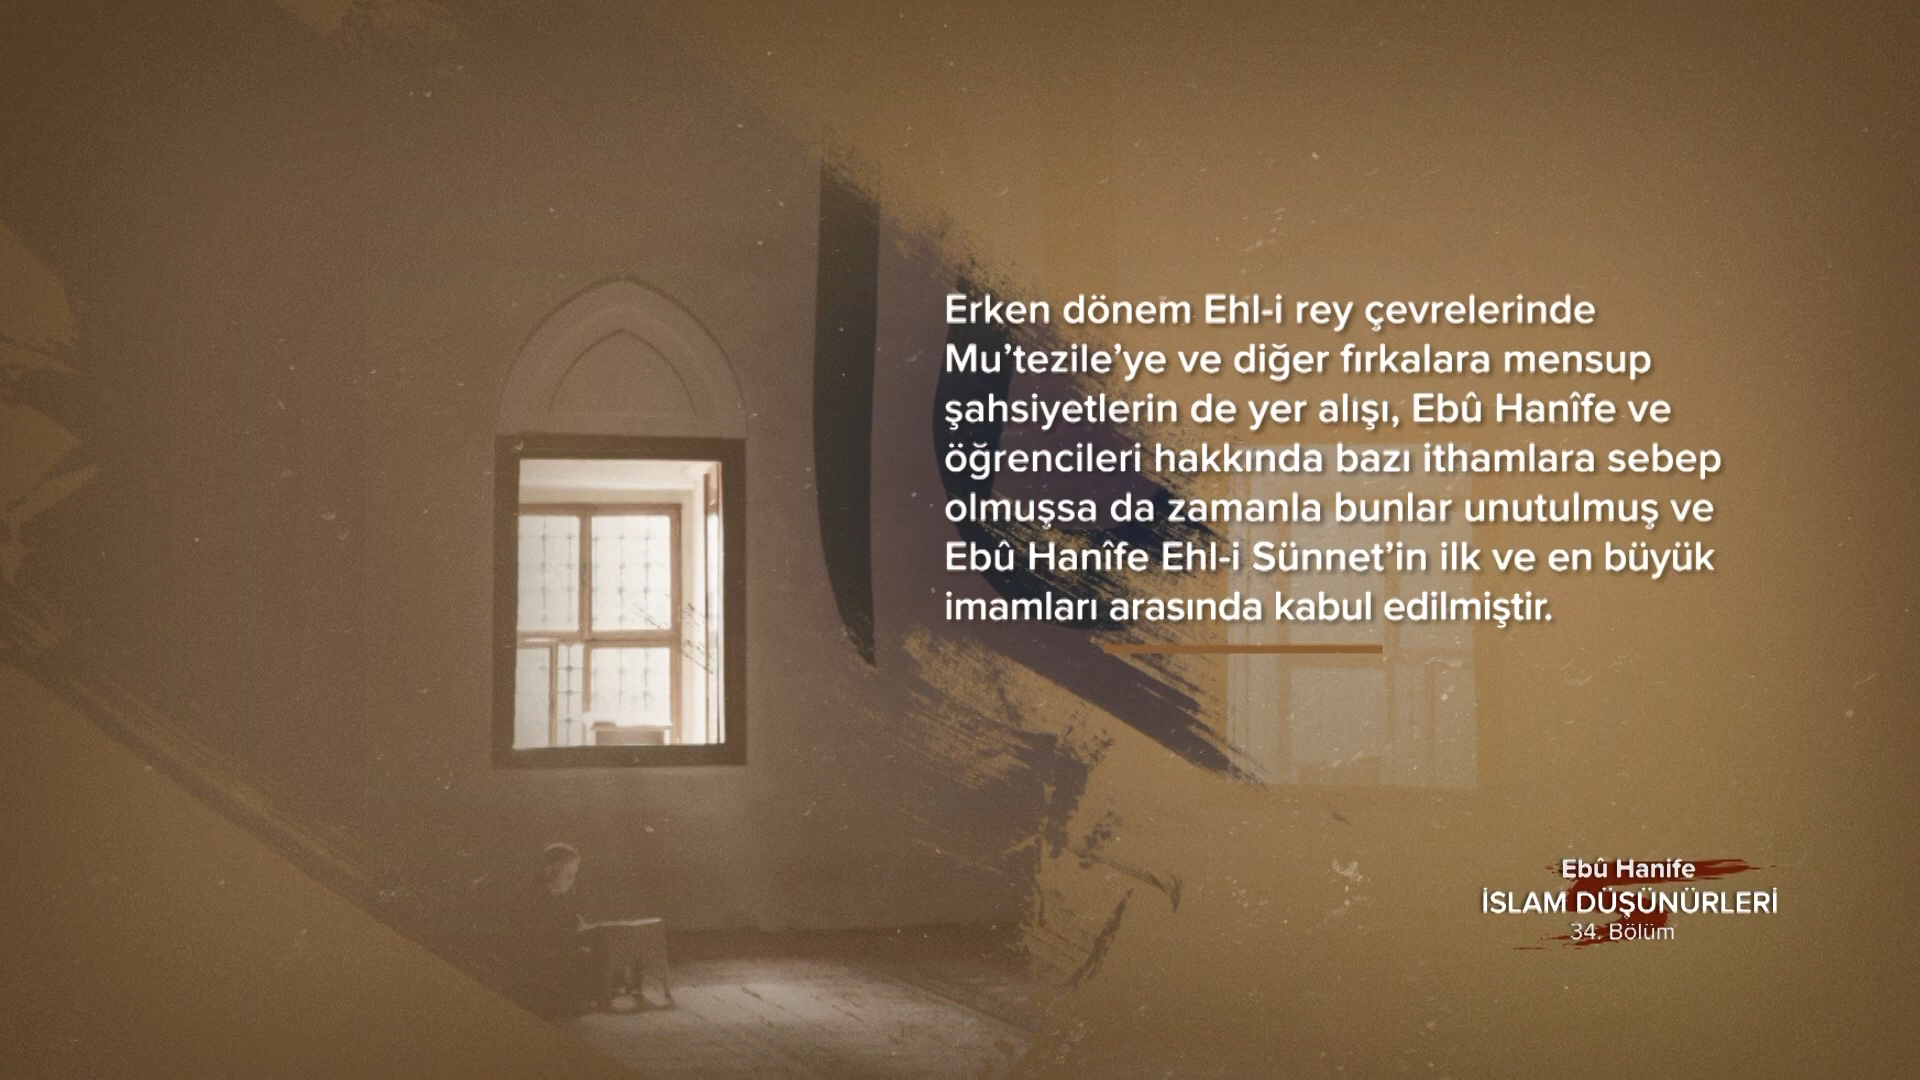 Erken dönem Ehl-i rey çevrelerinde
Mu’tezile’ye ve diğer fırkalara mensup
şahsiyetlerin de yer alışı, Ebû Hanîfe ve
öğrencileri hakkında bazı ithamlara sebep
olmuşsa da zamanla bunlar unutulmuş ve
Ebû Hanîfe Ehl-i Sünnet’in ilk ve en büyük
imamları arasında kabul edilmiştir.
Ebû Hanife
İSLAM DÜŞÜNÜRLERİ
34. Bölüm